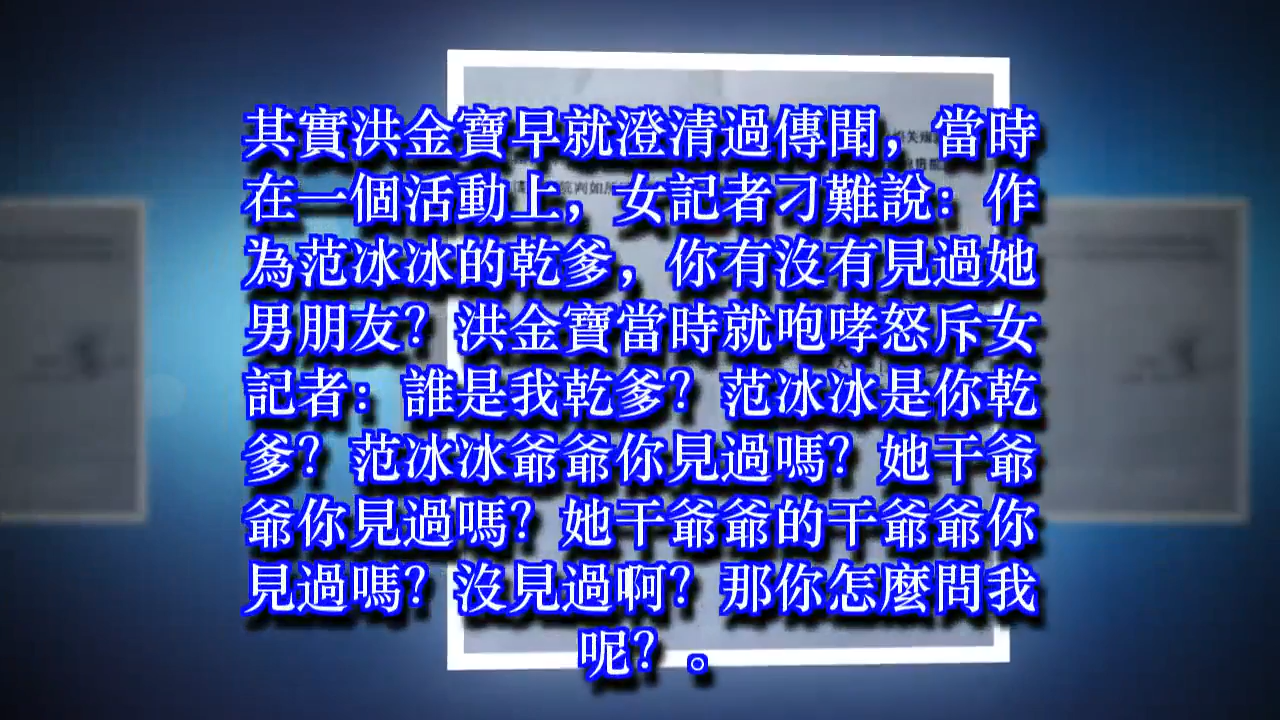 其實洪金寶早就澄清過傳聞，當時
在一個活動上，女記者刁難說：作
為范冰冰的乾爹，你有沒有見過她
男朋友？洪金寶當時就咆哮怒斥女
記者：誰是我乾爹？范冰冰是你乾
爹？范冰冰爺爺你見過嗎？她干爺
爺你見過嗎？她干爺爺的干爺爺你
見過嗎？沒見過啊？那你怎麼問我
呢？。